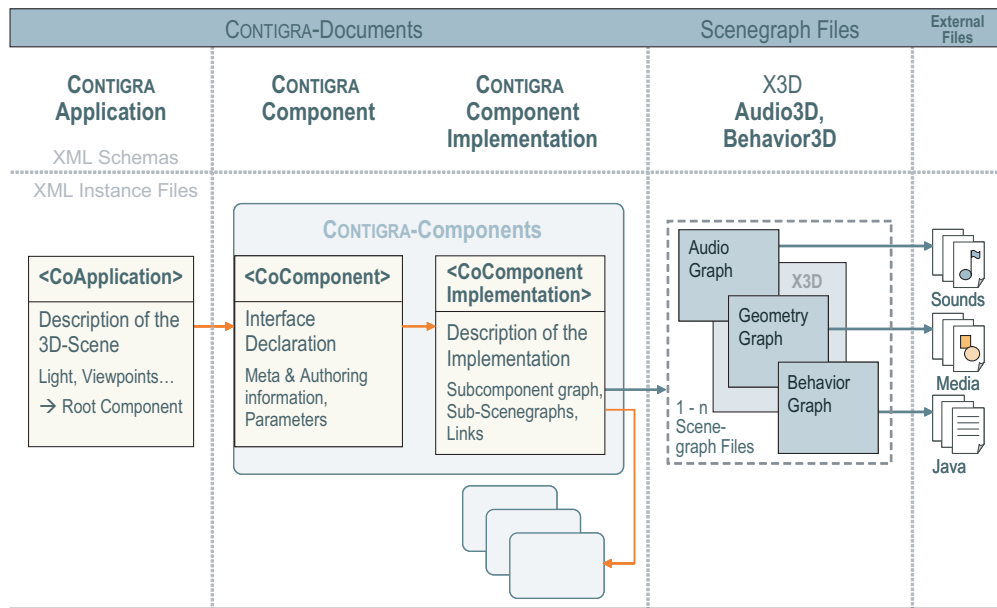 CONTIGRA-Documents
Scenegraph Files
External
Files
CONTIGRA
Application
CONTIGRA
Component
CONTIGRA
Component
Implementation
X3D
Audio3D,
Behavior3D
XML Schemas
XML Instance Files
CONTIGRA-Components
<CoApplication>
Description of the
3D-Scene
Light, Viewpoints…
→ Root Component
<CoComponent>
Interface
Declaration
Meta & Authoring
information,
Parameters
<CoComponent
Implementation>
Description of the
Implementation
Subcomponent graph,
Sub-Scenegraphs,
Links
Audio
Graph
X3D
Geometry
Graph
Behavior
Graph
1 - n
Scene-
graph Files
Sounds
Media
Java